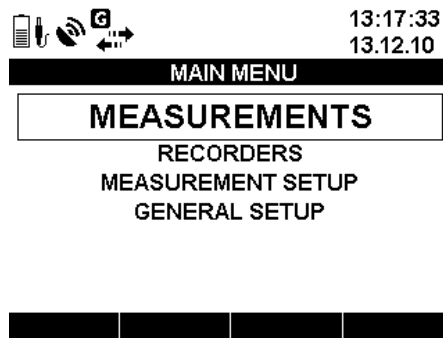 G
13:17:33
13.12.10
MAIN MENU
MEASUREMENTS
RECORDERS
MEASUREMENT SETUP
GENERAL SETUP